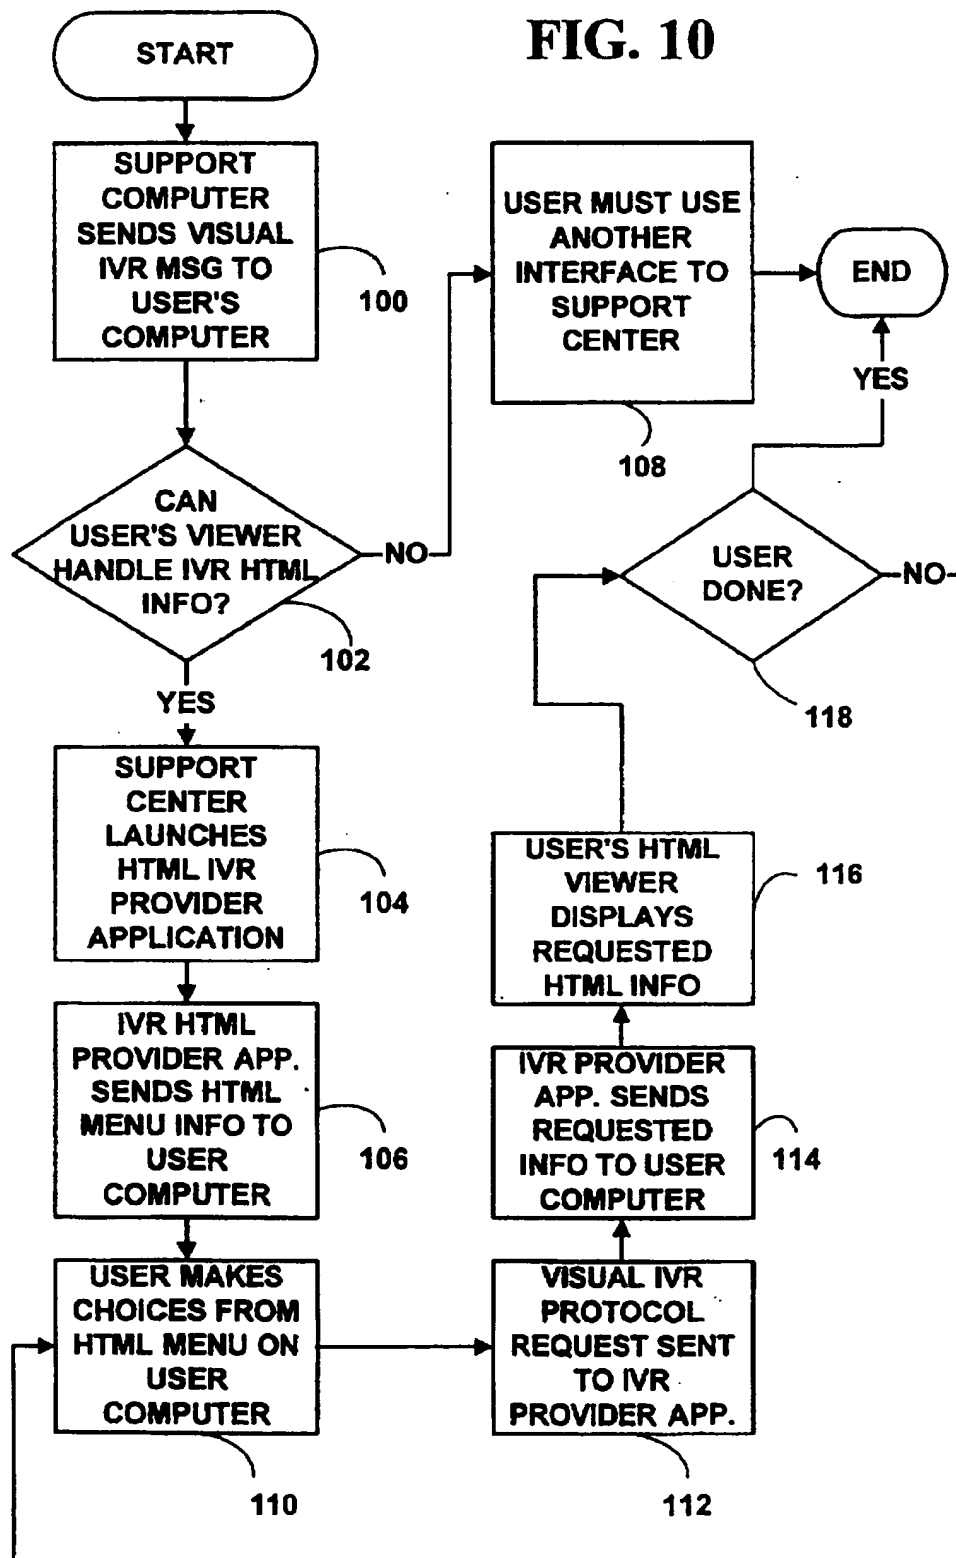 FIG. 10
START
SUPPORT
COMPUTER
SENDS VISUAL
IVR MSG TO
USER'S
COMPUTER
100
CAN
USER'S VIEWER
HANDLE IVR HTML
INFO?
102
NO
YES
SUPPORT
CENTER
LAUNCHES
HTML IVR
PROVIDER
APPLICATION
104
IVR HTML
PROVIDER APP.
SENDS HTML
MENU INFO TO
USER
COMPUTER
106
USER MAKES
CHOICES FROM
HTML MENU ON
USER
COMPUTER
110
USER MUST USE
ANOTHER
INTERFACE TO
SUPPORT
CENTER
108
END
YES
USER
DONE?
NO
118
USER'S HTML
VIEWER
DISPLAYS
REQUESTED
HTML INFO
116
IVR PROVIDER
APP. SENDS
REQUESTED
INFO TO USER
COMPUTER
114
VISUAL IVR
PROTOCOL
REQUEST SENT
TO IVR
PROVIDER APP.
112